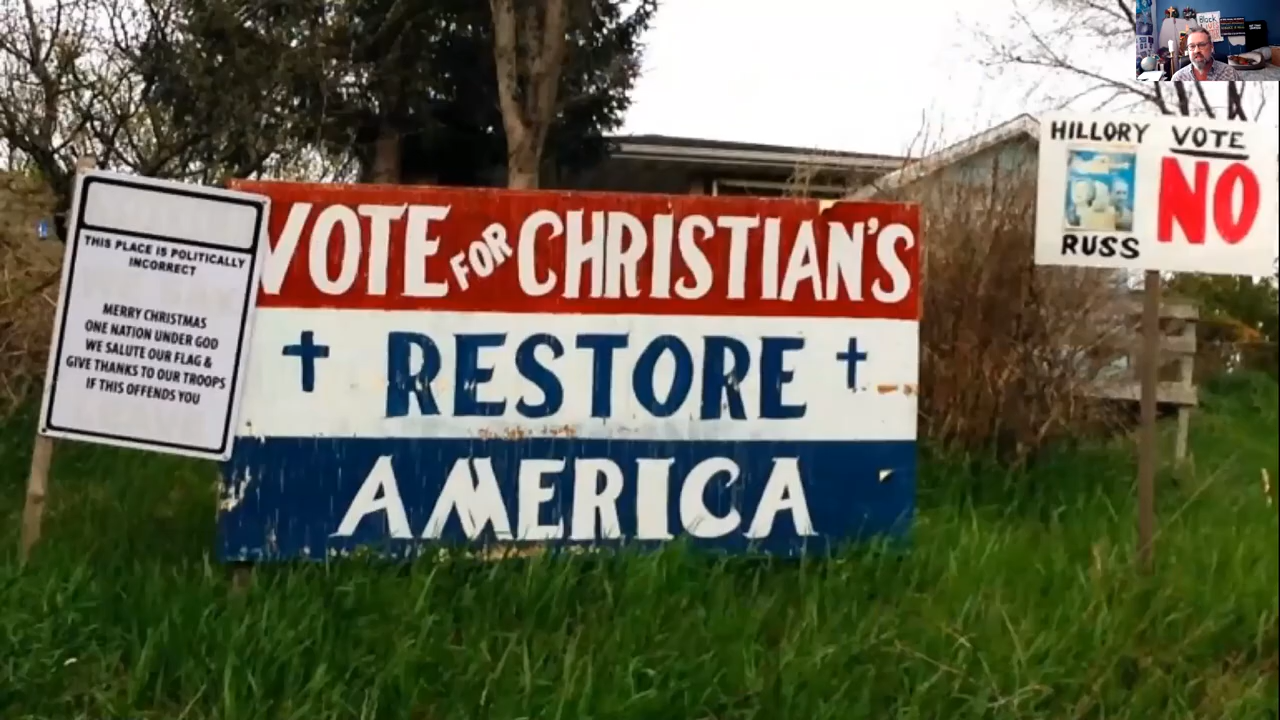 THIS PLACE IS POLITICALLY
INCORRECT
MERRY CHRISTMAS
ONE NATION UNDER GOD
WE SALUTE OUR FLAG &
GIVE THANKS TO OUR TROOPS
IF THIS OFFENDS YOU
VOTE FOR CHRISTIAN'S
RESTORE
AMERICA
HILLORY VOTE
NO
RUSS
Black